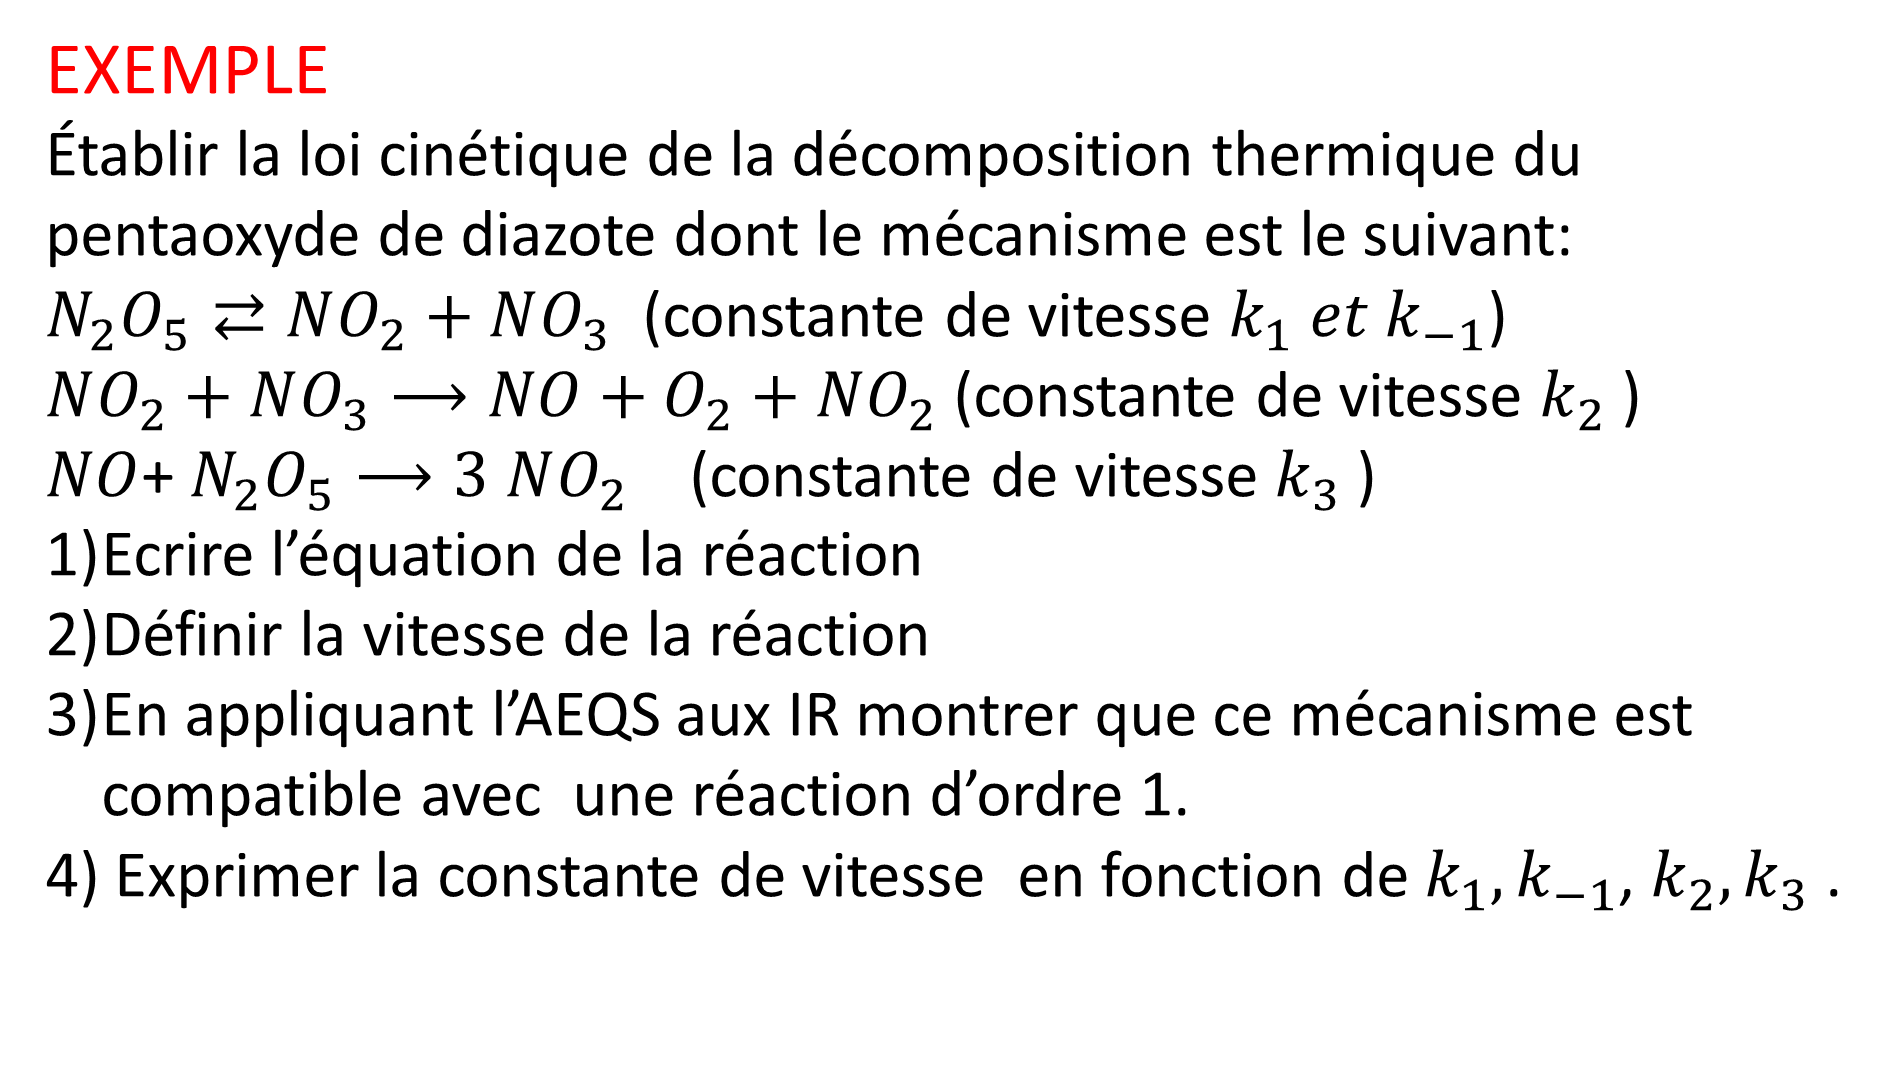 EXEMPLE
Établir la loi cinétique de la décomposition thermique du
pentaoxyde de diazote dont le mécanisme est le suivant:
N₂O₅ ⇄ NO₂ + NO₃ (constante de vitesse k₁ et k₋₁)
NO₂ + NO₃ ⟶ NO + O₂ + NO₂ (constante de vitesse k₂ )
NO+ N₂O₅ ⟶ 3 NO₂ (constante de vitesse k₃ )
1)Ecrire l’équation de la réaction
2)Définir la vitesse de la réaction
3)En appliquant l’AEQS aux IR montrer que ce mécanisme est
compatible avec une réaction d’ordre 1.
4) Exprimer la constante de vitesse en fonction de k₁, k₋₁, k₂, k₃ .